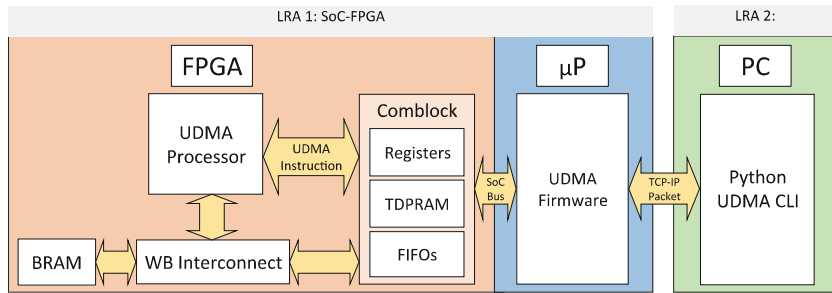 LRA 1: SoC-FPGA
LRA 2:
FPGA
µP
PC
UDMA
Processor
UDMA
Instruction
Comblock
Registers
TDPRAM
FIFOs
SoC
Bus
UDMA
Firmware
TCP-IP
Packet
Python
UDMA CLI
BRAM
WB Interconnect